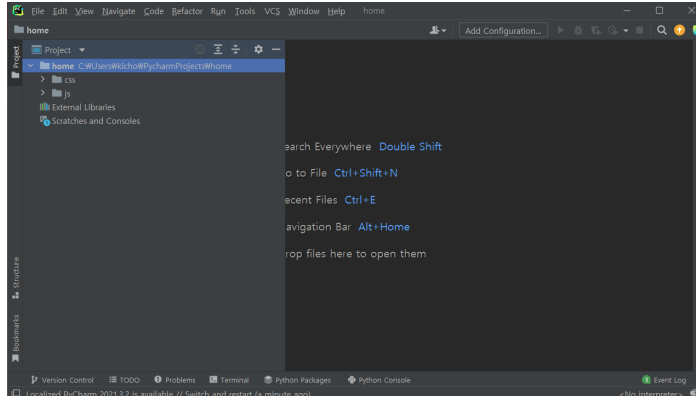 File Edit View Navigate Code Refactor Run Tools VCS Window Help home
home Add Configuration...
Project
Project
home C:₩Users₩kicho₩PycharmProjects₩home
css
js
External Libraries
Scratches and Consoles
earch Everywhere Double Shift
o to File Ctrl+Shift+N
ecent Files Ctrl+E
avigation Bar Alt+Home
rop files here to open them
Structure
Bookmarks
Version Control TODO Problems Terminal Python Packages Python Console 1 Event Log
Localized PyCharm 2021.3.2 is available // Switch and restart (a minute ago) <No interpreter>